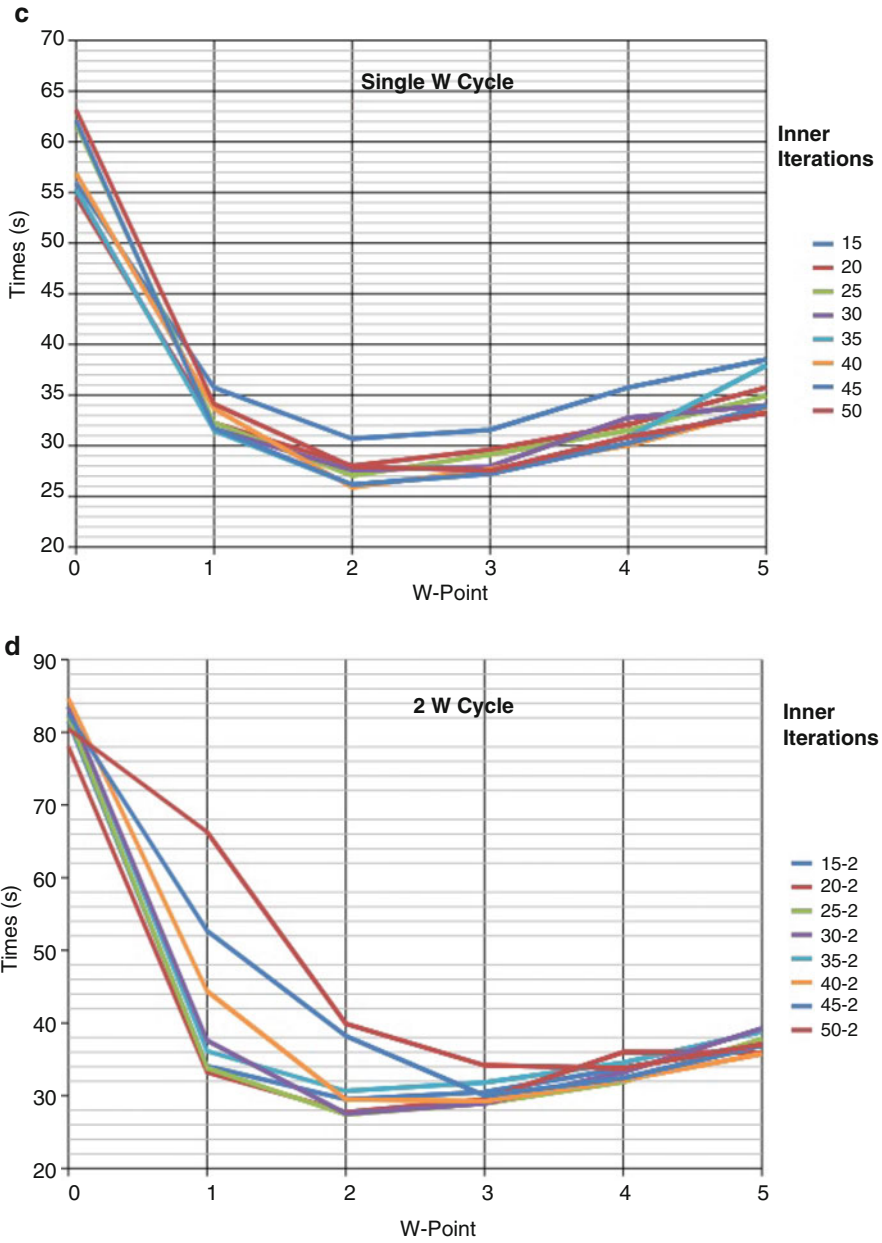 c
Single W Cycle
70
65
60
55
50
45
40
35
30
25
20
Times (s)
0 1 2 3 4 5
W-Point
Inner
Iterations
15
20
25
30
35
40
45
50
d
2 W Cycle
90
80
70
60
50
40
30
20
Times (s)
0 1 2 3 4 5
W-Point
Inner
Iterations
15-2
20-2
25-2
30-2
35-2
40-2
45-2
50-2